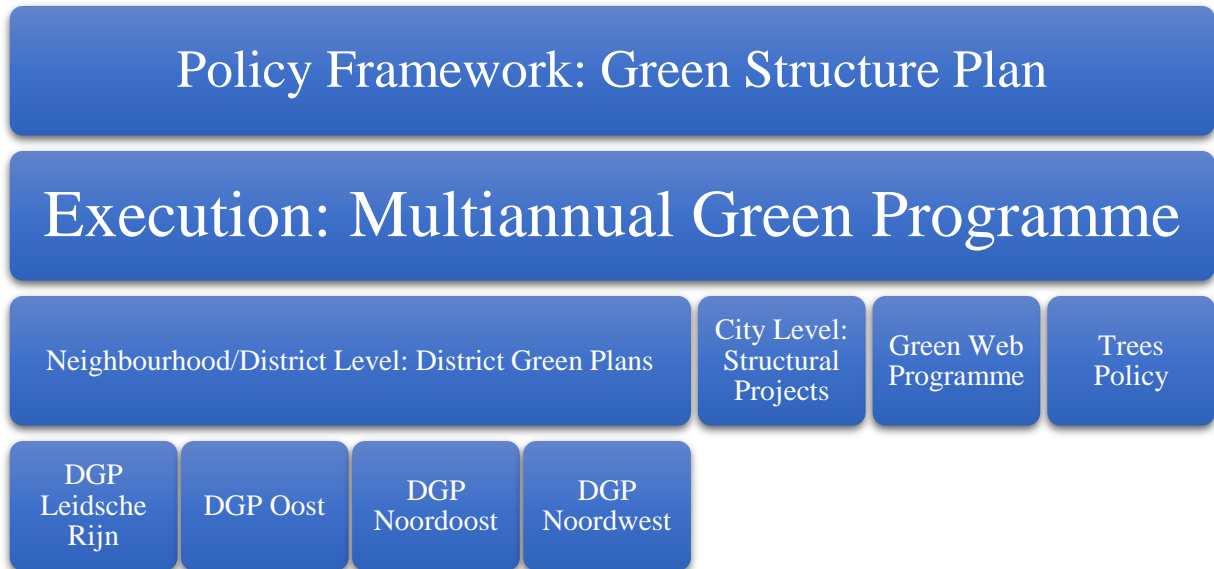 Policy Framework: Green Structure Plan
Execution: Multiannual Green Programme
Neighbourhood/District Level: District Green Plans
City Level:
Structural
Projects
Green Web
Programme
Trees
Policy
DGP
Leidsche
Rijn
DGP Oost
DGP
Noordoost
DGP
Noordwest